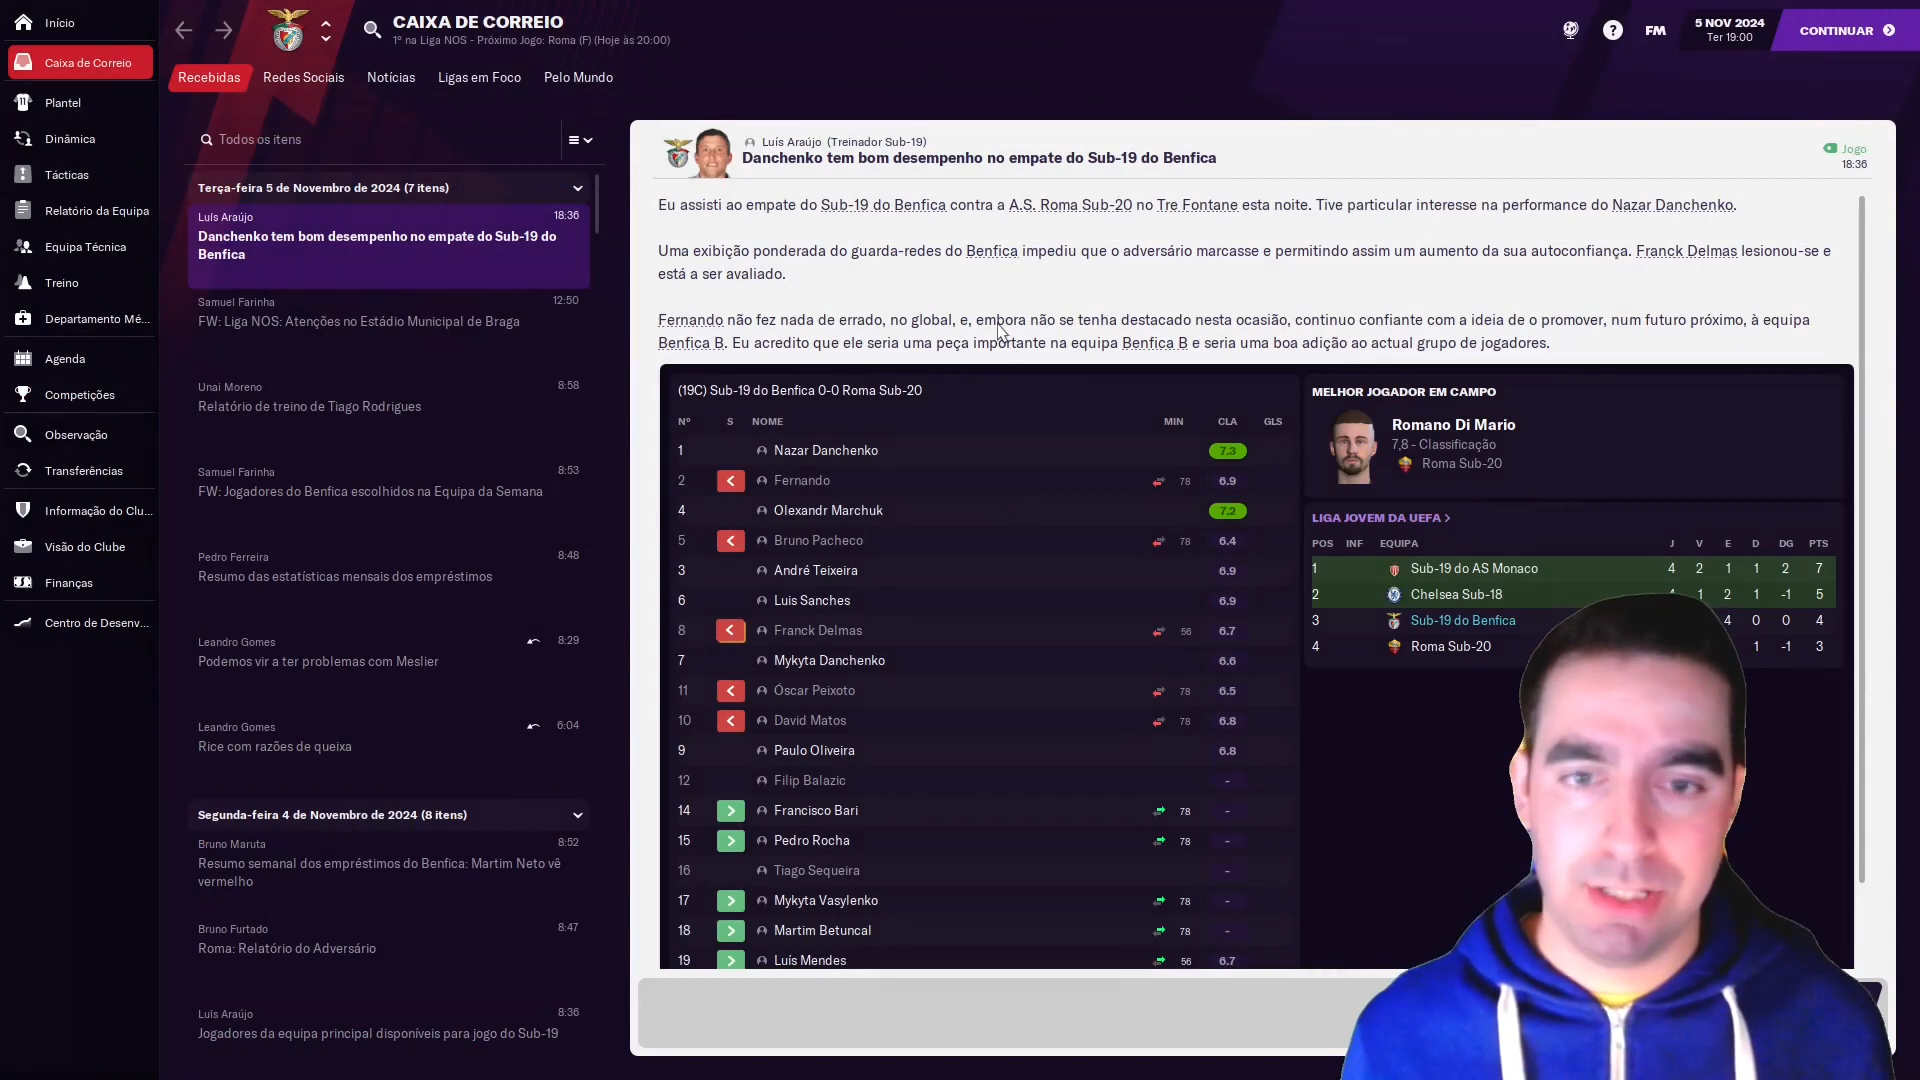 Início
Caixa de Correio
Plantel
Dinâmica
Tácticas
Relatório da Equipa
Equipa Técnica
Treino
Departamento Mé...
Agenda
Competições
Observação
Transferências
Informação do Clu...
Visão do Clube
Finanças
Centro de Desenv...
CAIXA DE CORREIO
1º na Liga NOS - Próximo Jogo: Roma (F) (Hoje às 20:00)
FM
5 NOV 2024
Ter 19:00
CONTINUAR
Recebidas Redes Sociais Notícias Ligas em Foco Pelo Mundo
Todos os itens
Terça-feira 5 de Novembro de 2024 (7 itens)
Luís Araújo 18:36
Danchenko tem bom desempenho no empate do Sub-19 do
Benfica
Samuel Farinha 12:50
FW: Liga NOS: Atenções no Estádio Municipal de Braga
Unai Moreno 8:58
Relatório de treino de Tiago Rodrigues
Samuel Farinha 8:53
FW: Jogadores do Benfica escolhidos na Equipa da Semana
Pedro Ferreira 8:48
Resumo das estatísticas mensais dos empréstimos
Leandro Gomes 8:29
Podemos vir a ter problemas com Meslier
Leandro Gomes 6:04
Rice com razões de queixa
Segunda-feira 4 de Novembro de 2024 (8 itens)
Bruno Maruta 8:52
Resumo semanal dos empréstimos do Benfica: Martim Neto vê
vermelho
Bruno Furtado 8:47
Roma: Relatório do Adversário
Luís Araújo 8:36
Jogadores da equipa principal disponíveis para jogo do Sub-19
Luís Araújo (Treinador Sub-19)
Danchenko tem bom desempenho no empate do Sub-19 do Benfica
Jogo
18:36
Eu assisti ao empate do Sub-19 do Benfica contra a A.S. Roma Sub-20 no Tre Fontane esta noite. Tive particular interesse na performance do Nazar Danchenko.
Uma exibição ponderada do guarda-redes do Benfica impediu que o adversário marcasse e permitindo assim um aumento da sua autoconfiança. Franck Delmas lesionou-se e
está a ser avaliado.
Fernando não fez nada de errado, no global, e, embora não se tenha destacado nesta ocasião, continuo confiante com a ideia de o promover, num futuro próximo, à equipa
Benfica B. Eu acredito que ele seria uma peça importante na equipa Benfica B e seria uma boa adição ao actual grupo de jogadores.
(19C) Sub-19 do Benfica 0-0 Roma Sub-20
Nº S NOME MIN CLA GLS
1 Nazar Danchenko 7.3
2 Fernando 78 6.9
4 Olexandr Marchuk 7.2
5 Bruno Pacheco 78 6.4
3 André Teixeira 6.9
6 Luis Sanches 6.9
8 Franck Delmas 56 6.7
7 Mykyta Danchenko 6.6
11 Óscar Peixoto 78 6.5
10 David Matos 78 6.8
9 Paulo Oliveira 6.8
12 Filip Balazic -
14 Francisco Bari 78 -
15 Pedro Rocha 78 -
16 Tiago Sequeira -
17 Mykyta Vasylenko 78 -
18 Martim Betuncal 78 -
19 Luís Mendes 56 6.7
MELHOR JOGADOR EM CAMPO
Romano Di Mario
7,8 - Classificação
Roma Sub-20
LIGA JOVEM DA UEFA >
POS INF EQUIPA J V E D DG PTS
1 Sub-19 do AS Monaco 4 2 1 1 2 7
2 Chelsea Sub-18 4 1 2 1 -1 5
3 Sub-19 do Benfica 4 0 0 4
4 Roma Sub-20 1 -1 3